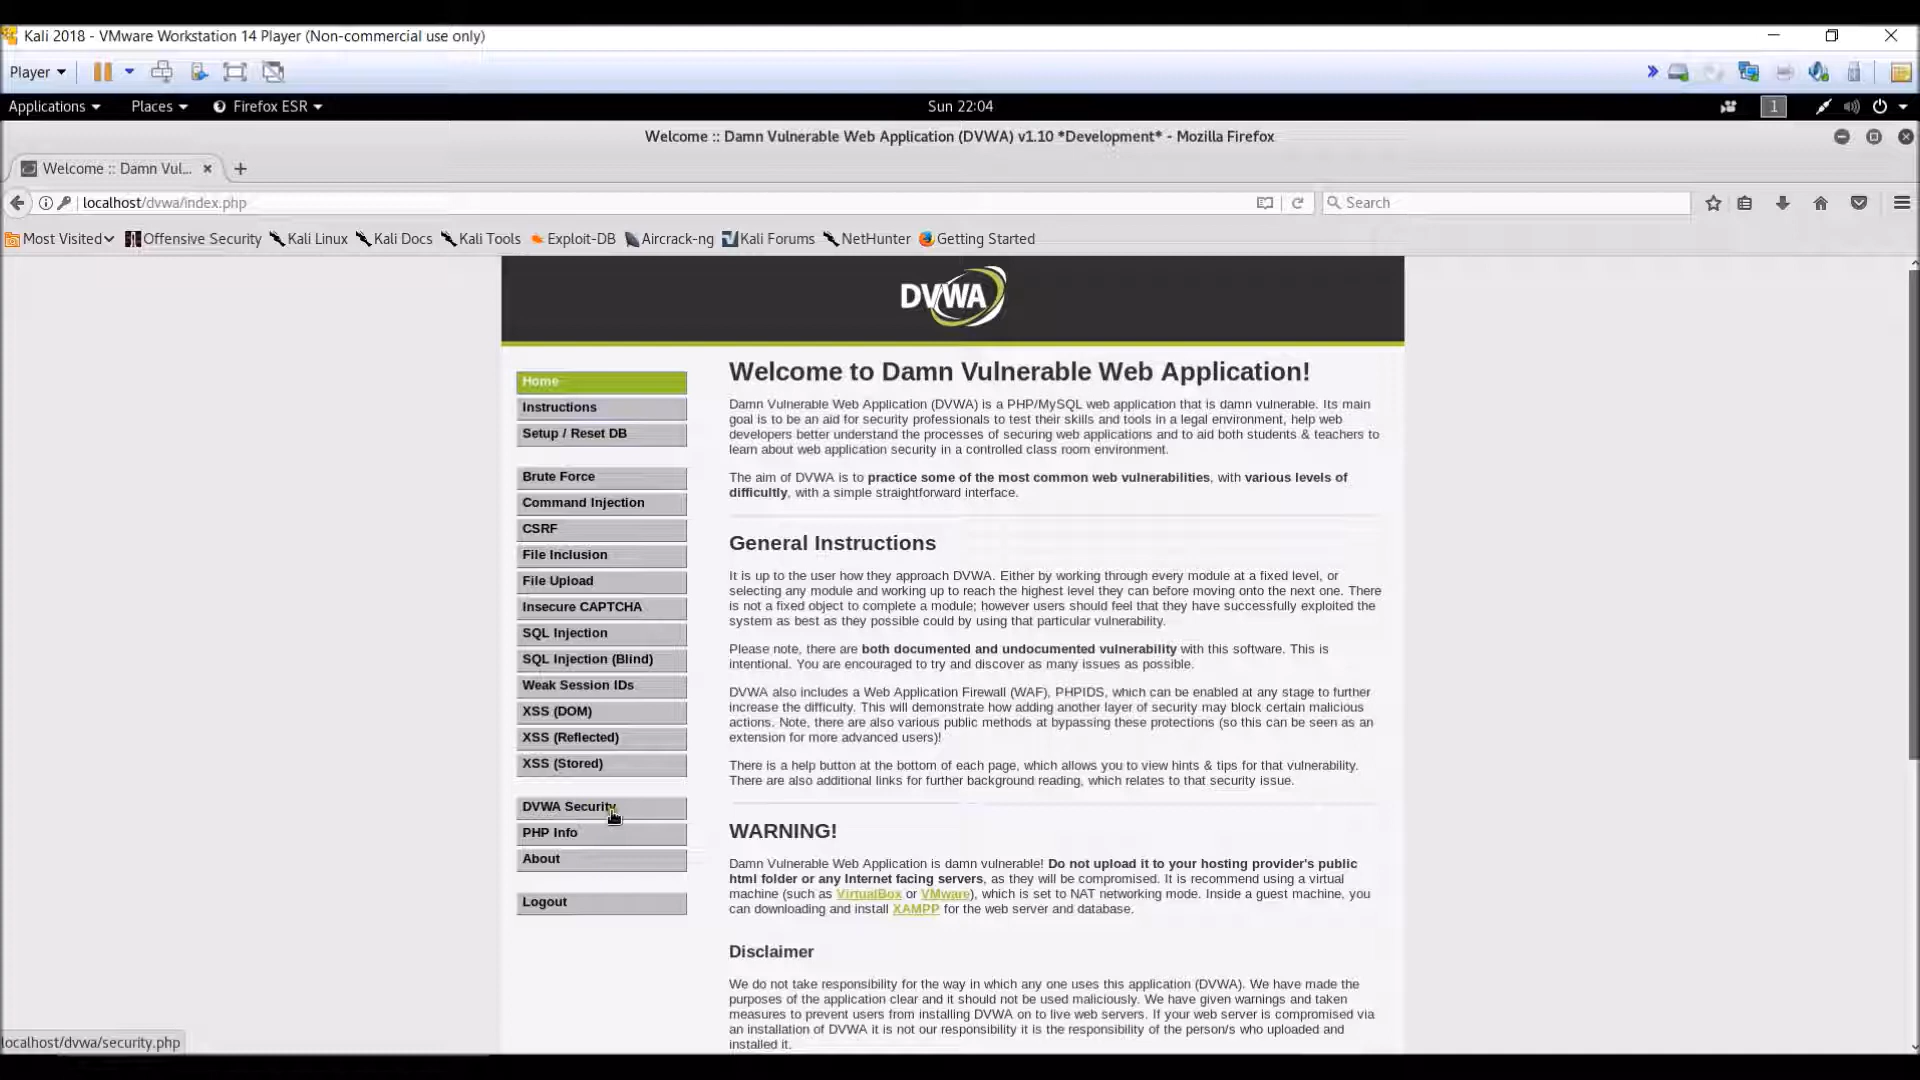 Kali 2018 - VMware Workstation 14 Player (Non-commercial use only)
Player
Applications Places Firefox ESR Sun 22:04 1
Welcome :: Damn Vulnerable Web Application (DVWA) v1.10 *Development* - Mozilla Firefox
Welcome :: Damn Vul...
localhost/dvwa/index.php Search
Most Visited Offensive Security Kali Linux Kali Docs Kali Tools Exploit-DB Aircrack-ng Kali Forums NetHunter Getting Started
DVWA
Home
Instructions
Setup / Reset DB
Brute Force
Command Injection
CSRF
File Inclusion
File Upload
Insecure CAPTCHA
SQL Injection
SQL Injection (Blind)
Weak Session IDs
XSS (DOM)
XSS (Reflected)
XSS (Stored)
DVWA Security
PHP Info
About
Logout
Welcome to Damn Vulnerable Web Application!
Damn Vulnerable Web Application (DVWA) is a PHP/MySQL web application that is damn vulnerable. Its main
goal is to be an aid for security professionals to test their skills and tools in a legal environment, help web
developers better understand the processes of securing web applications and to aid both students & teachers to
learn about web application security in a controlled class room environment.
The aim of DVWA is to practice some of the most common web vulnerabilities, with various levels of
difficultly, with a simple straightforward interface.
General Instructions
It is up to the user how they approach DVWA. Either by working through every module at a fixed level, or
selecting any module and working up to reach the highest level they can before moving onto the next one. There
is not a fixed object to complete a module; however users should feel that they have successfully exploited the
system as best as they possible could by using that particular vulnerability.
Please note, there are both documented and undocumented vulnerability with this software. This is
intentional. You are encouraged to try and discover as many issues as possible.
DVWA also includes a Web Application Firewall (WAF), PHPIDS, which can be enabled at any stage to further
increase the difficulty. This will demonstrate how adding another layer of security may block certain malicious
actions. Note, there are also various public methods at bypassing these protections (so this can be seen as an
extension for more advanced users)!
There is a help button at the bottom of each page, which allows you to view hints & tips for that vulnerability.
There are also additional links for further background reading, which relates to that security issue.
WARNING!
Damn Vulnerable Web Application is damn vulnerable! Do not upload it to your hosting provider's public
html folder or any Internet facing servers, as they will be compromised. It is recommend using a virtual
machine (such as VirtualBox or VMware), which is set to NAT networking mode. Inside a guest machine, you
can downloading and install XAMPP for the web server and database.
Disclaimer
We do not take responsibility for the way in which any one uses this application (DVWA). We have made the
purposes of the application clear and it should not be used maliciously. We have given warnings and taken
measures to prevent users from installing DVWA on to live web servers. If your web server is compromised via
an installation of DVWA it is not our responsibility it is the responsibility of the person/s who uploaded and
installed it.
localhost/dvwa/security.php